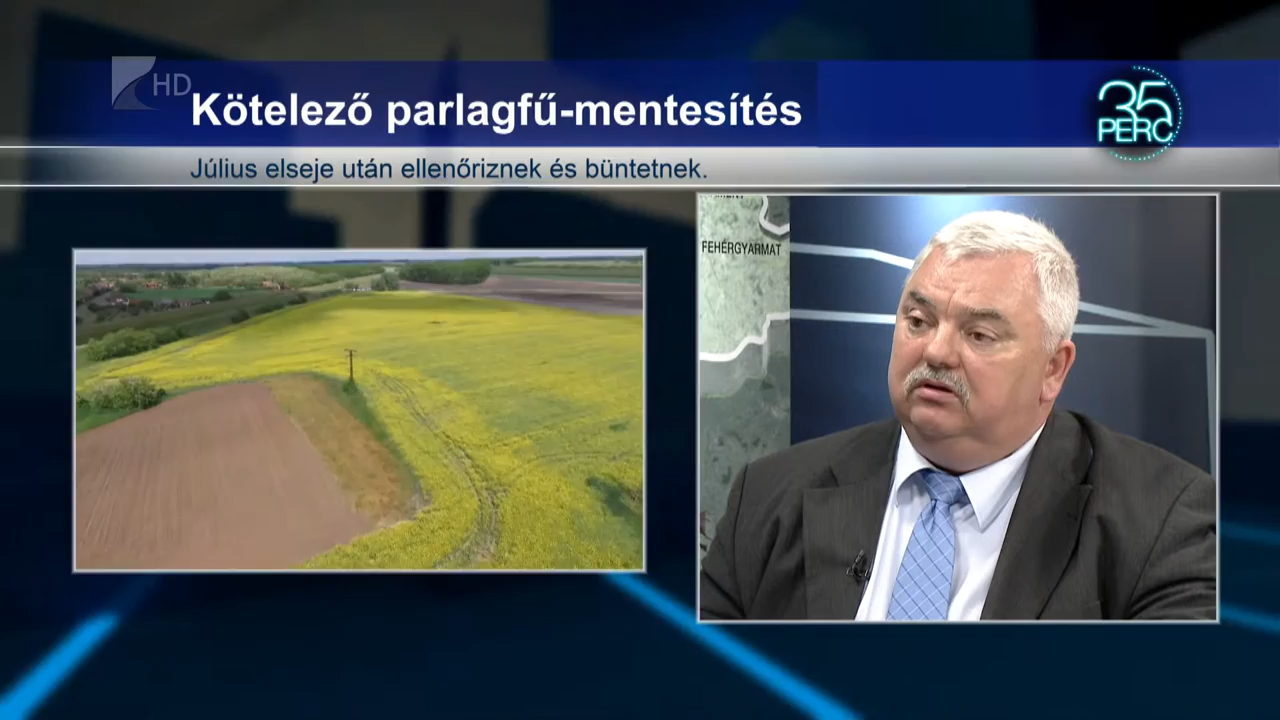 HD
Kötelező parlagfű-mentesítés
35
PERC
Július elseje után ellenőriznek és büntetnek.
FEHÉRGYARMAT